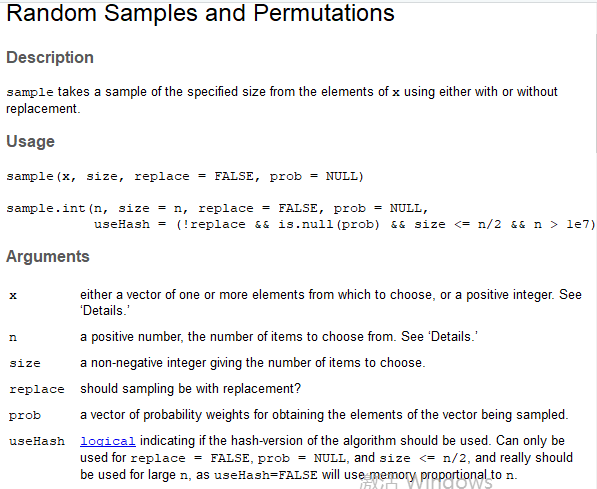 Random Samples and Permutations
Description
sample takes a sample of the specified size from the elements of x using either with or without
replacement.
Usage
sample(x, size, replace = FALSE, prob = NULL)
sample.int(n, size = n, replace = FALSE, prob = NULL,
useHash = (!replace && is.null(prob) && size <= n/2 && n > 1e7)
Arguments
x either a vector of one or more elements from which to choose, or a positive integer. See
‘Details.’
n a positive number, the number of items to choose from. See ‘Details.’
size a non-negative integer giving the number of items to choose.
replace should sampling be with replacement?
prob a vector of probability weights for obtaining the elements of the vector being sampled.
useHash logical indicating if the hash-version of the algorithm should be used. Can only be
used for replace = FALSE, prob = NULL, and size <= n/2, and really should
be used for large n, as useHash=FALSE will use memory proportional to n.
激活 Windows